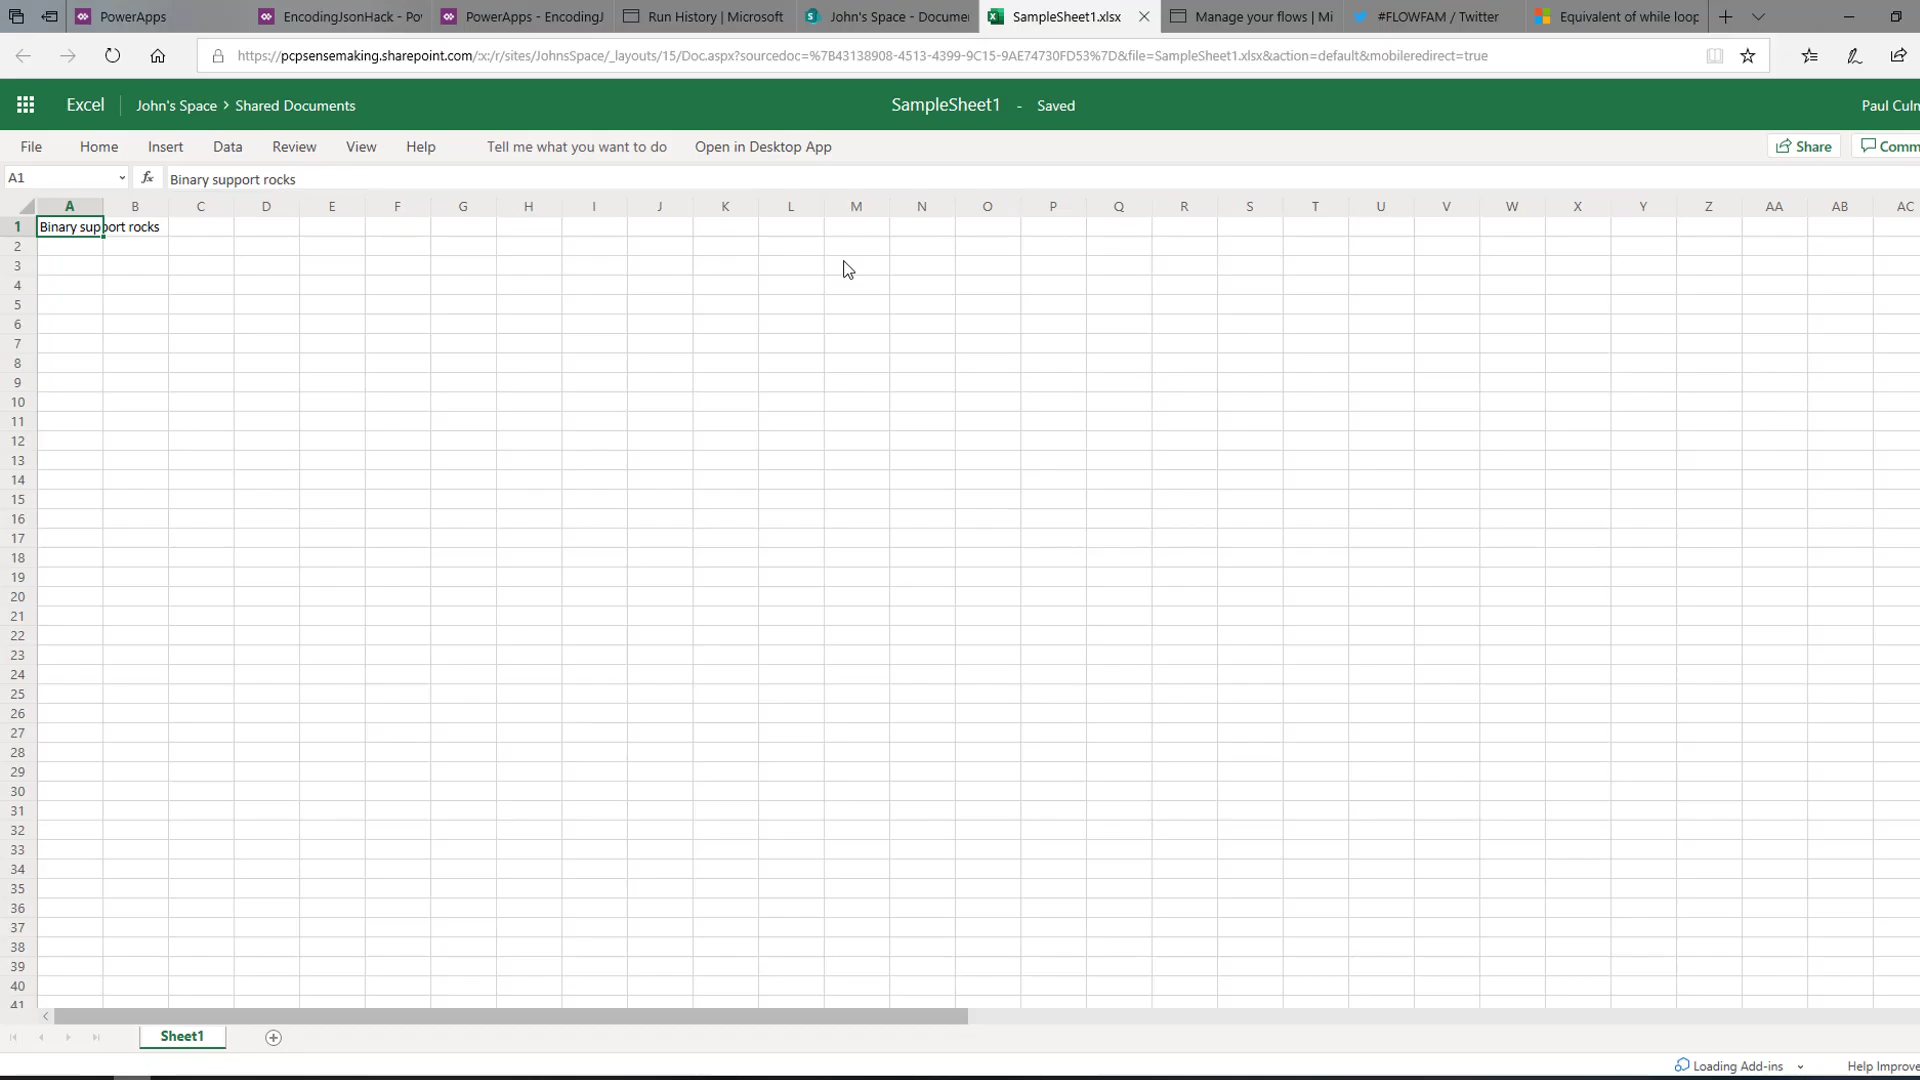 PowerApps
EncodingJsonHack - Po
PowerApps - EncodingJ
Run History | Microsoft
John's Space - Docume
SampleSheet1.xlsx
Manage your flows | Mi
#FLOWFAM / Twitter
Equivalent of while loop
https://pcpsensemaking.sharepoint.com/:x:/r/sites/JohnsSpace/_layouts/15/Doc.aspx?sourcedoc=%7B43138908-4513-4399-9C15-9AE74730FD53%7D&file=SampleSheet1.xlsx&action=default&mobileredirect=true
Excel
John's Space > Shared Documents
SampleSheet1 - Saved
Paul Culm
File Home Insert Data Review View Help Tell me what you want to do Open in Desktop App
Share
Comm
A1
fx
Binary support rocks
A B C D E F G H I J K L M N O P Q R S T U V W X Y Z AA AB AC
1 Binary support rocks
2
3
4
5
6
7
8
9
10
11
12
13
14
15
16
17
18
19
20
21
22
23
24
25
26
27
28
29
30
31
32
33
34
35
36
37
38
39
40
41
Sheet1
Loading Add-ins
Help Improve